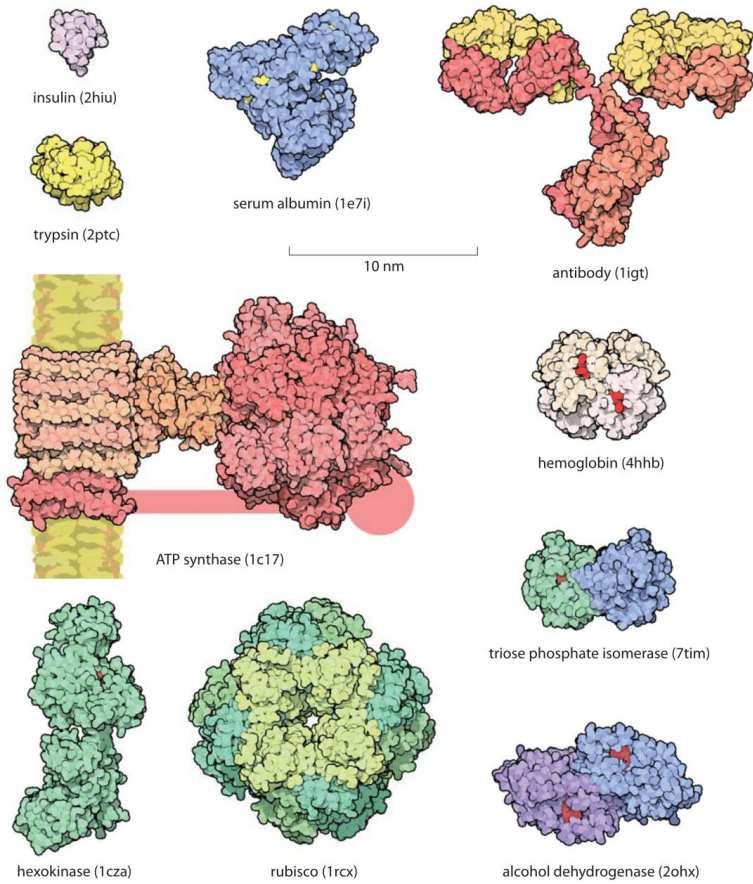 insulin (2hiu)
trypsin (2ptc)
serum albumin (1e7i)
10 nm
antibody (1igt)
hemoglobin (4hhb)
ATP synthase (1c17)
triose phosphate isomerase (7tim)
hexokinase (1cza)
rubisco (1rcx)
alcohol dehydrogenase (2ohx)